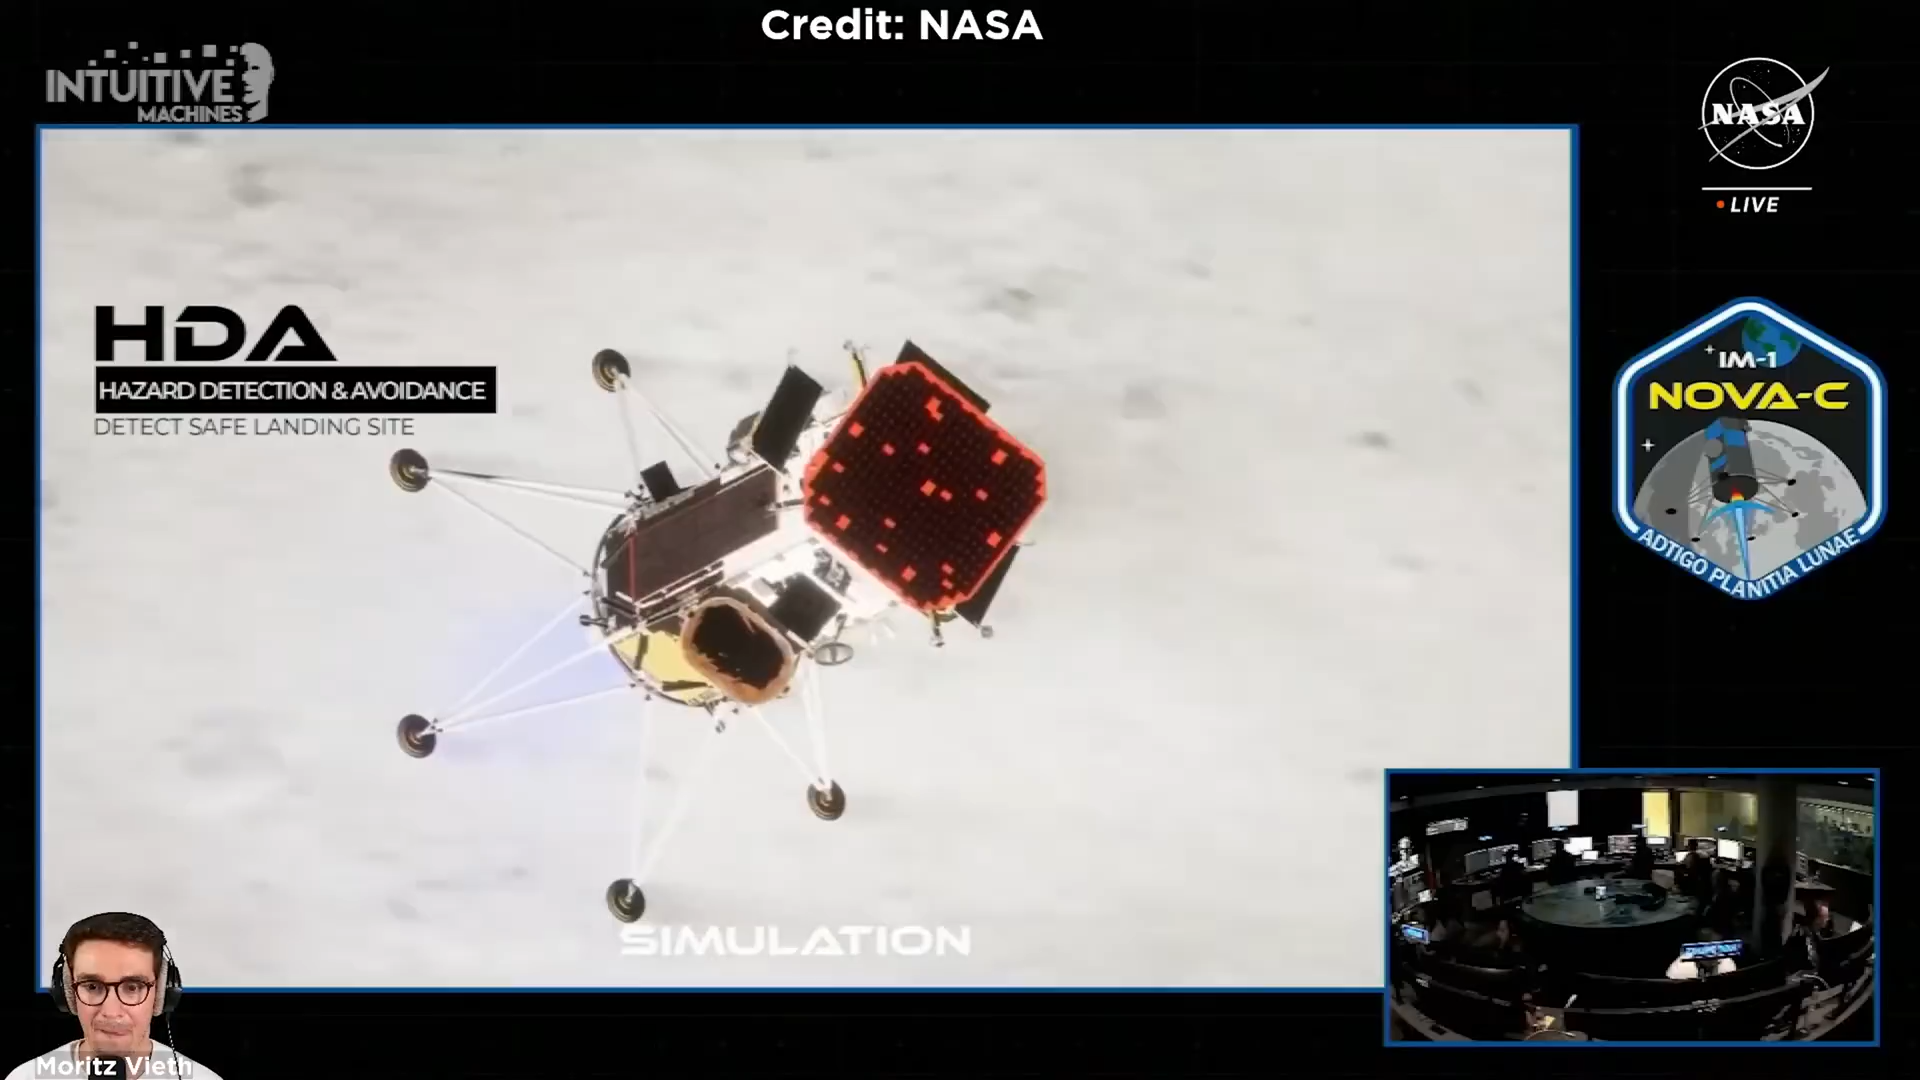 Credit: NASA
INTUITIVE
MACHINES
NASA
LIVE
HDA
HAZARD DETECTION & AVOIDANCE
DETECT SAFE LANDING SITE
IM-1
NOVA-C
ADTIGO PLANITIA LUNAE
SIMULATION
Moritz Vieth